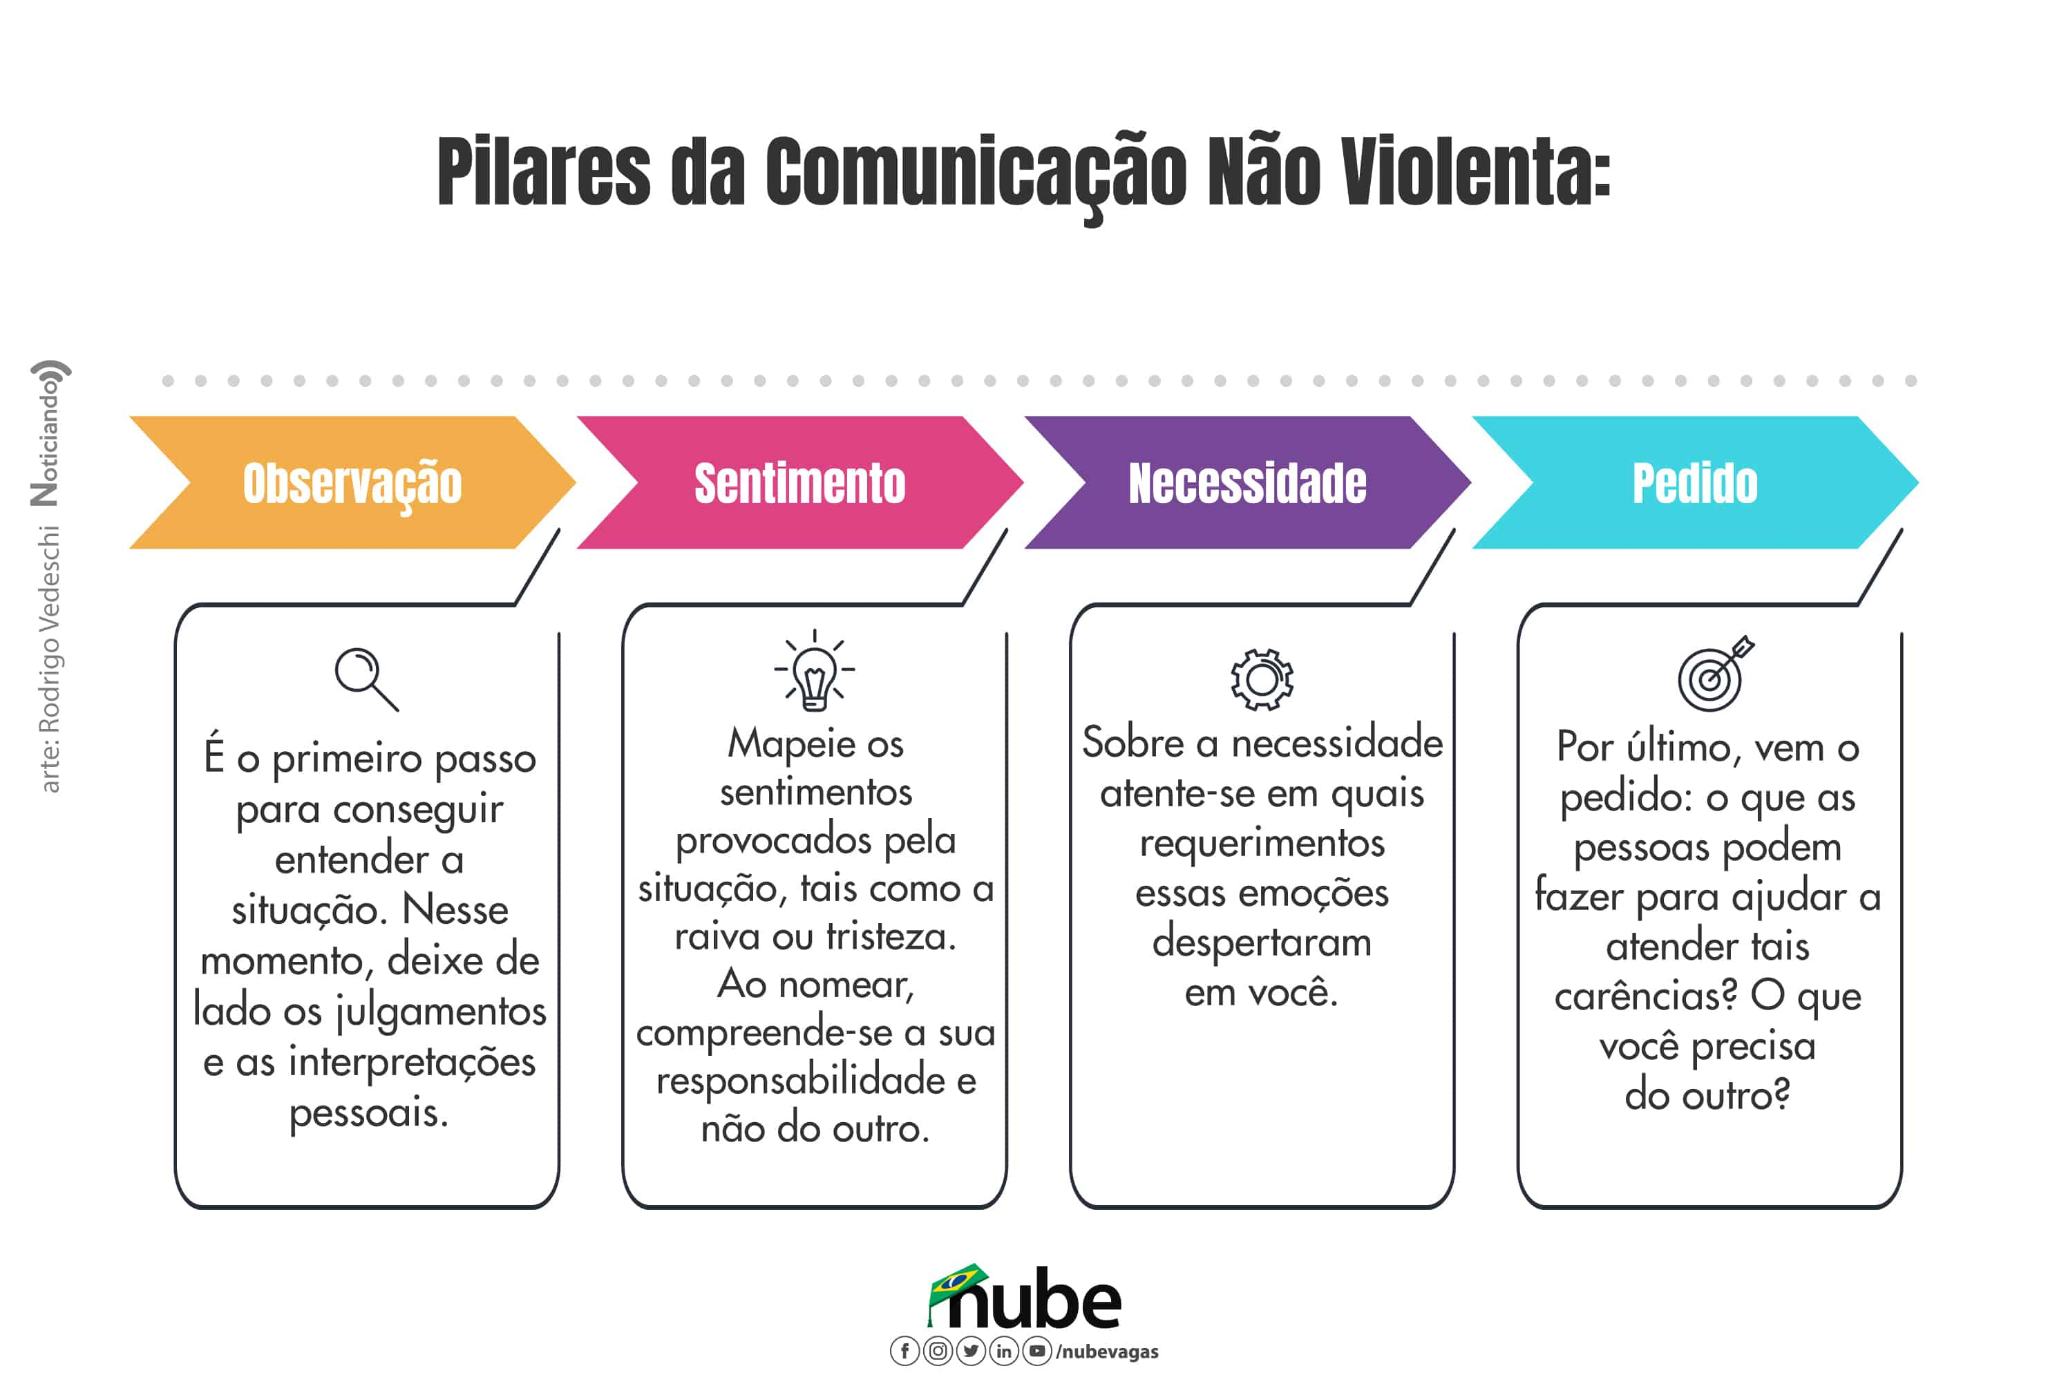 Pilares da Comunicação Não Violenta:
arte: Rodrigo Vedeschi Noticiando
Observação
É o primeiro passo
para conseguir
entender a
situação. Nesse
momento, deixe de
lado os julgamentos
e as interpretações
pessoais.
Sentimento
Mapeie os
sentimentos
provocados pela
situação, tais como a
raiva ou tristeza.
Ao nomear,
compreende-se a sua
responsabilidade e
não do outro.
Necessidade
Sobre a necessidade
atente-se em quais
requerimentos
essas emoções
despertaram
em você.
Pedido
Por último, vem o
pedido: o que as
pessoas podem
fazer para ajudar a
atender tais
carências? O que
você precisa
do outro?
nube
/nubevagas